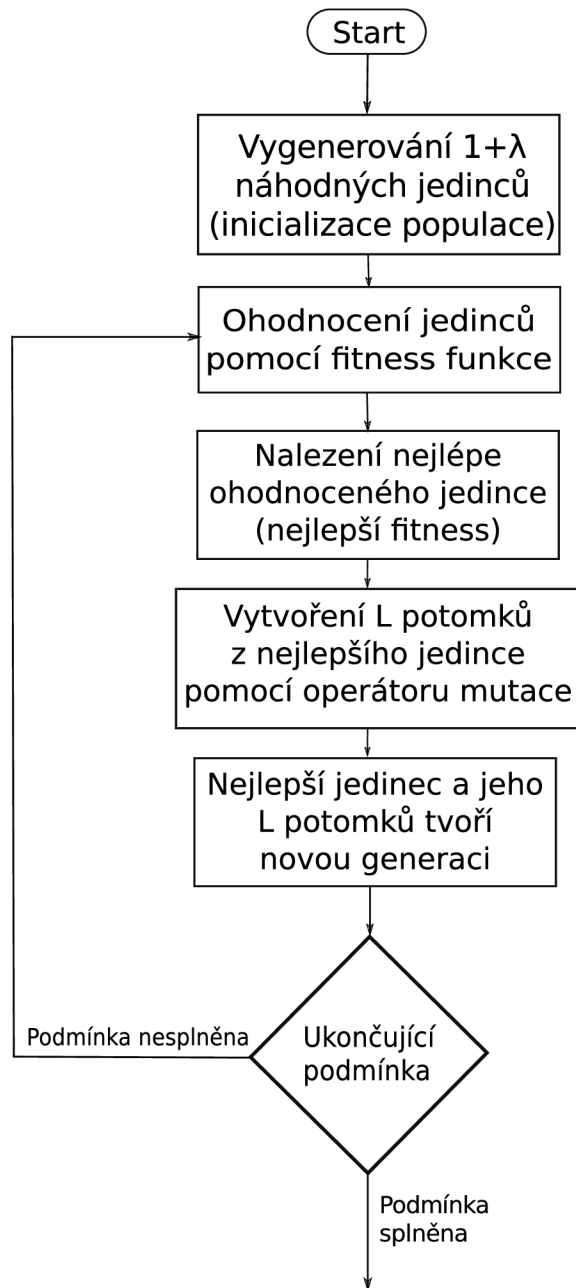 Start
Vygenerování 1+λ
náhodných jedinců
(inicializace populace)
Ohodnocení jedinců
pomocí fitness funkce
Nalezení nejlépe
ohodnoceného jedince
(nejlepší fitness)
Vytvoření L potomků
z nejlepšího jedince
pomocí operátoru mutace
Nejlepší jedinec a jeho
L potomků tvoří
novou generaci
Podmínka nesplněna
Ukončující
podmínka
Podmínka
splněna